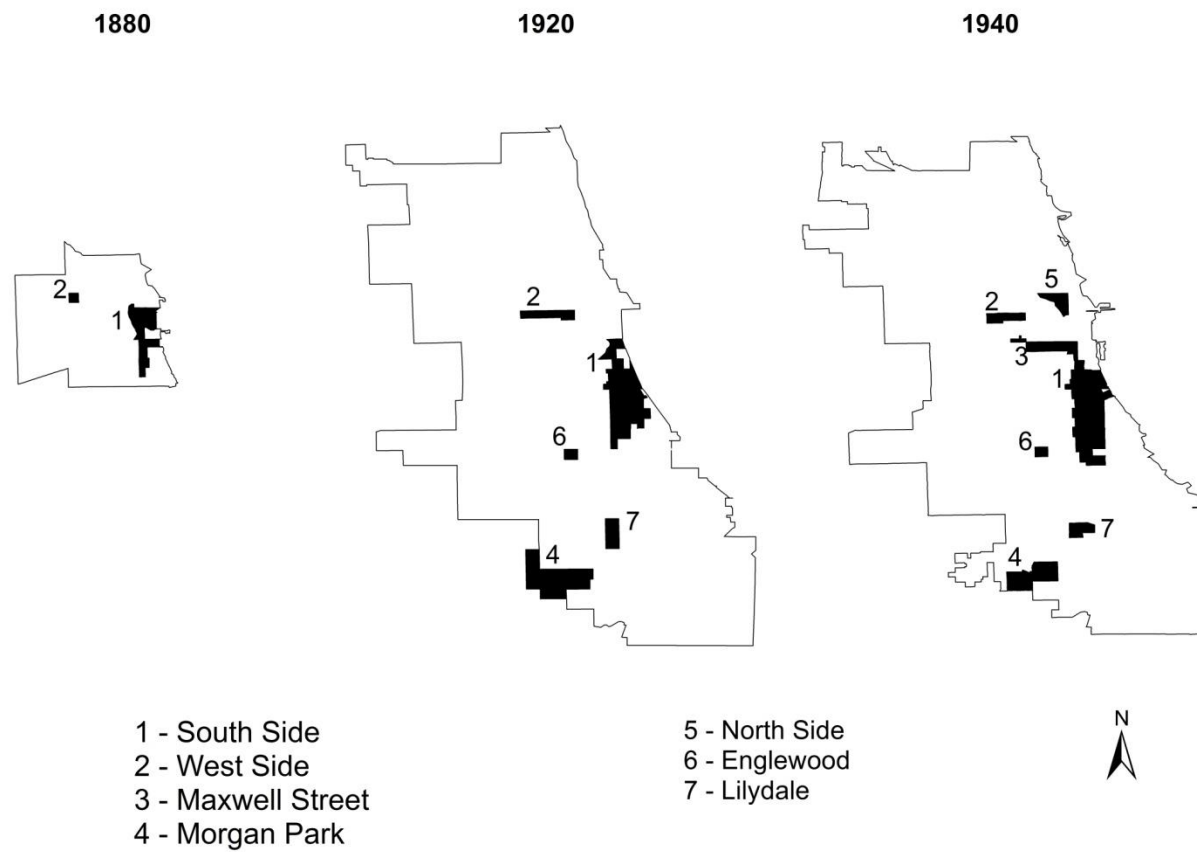 1880
1920
1940
2
1
2
1
6
7
4
5
2
3
1
6
7
4
1 - South Side
2 - West Side
3 - Maxwell Street
4 - Morgan Park
5 - North Side
6 - Englewood
7 - Lilydale
N